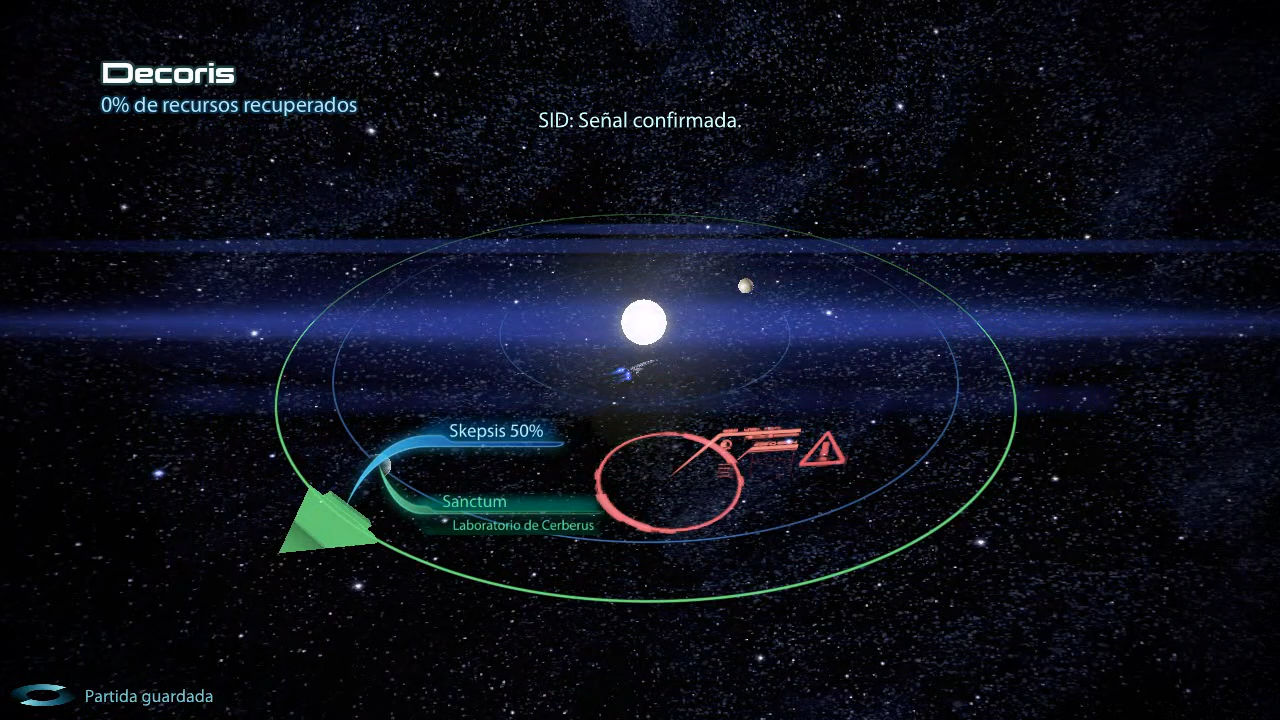 Decoris
0% de recursos recuperados
SID: Señal confirmada.
Skepsis 50%
Sanctum
Laboratorio de Cerberus
Partida guardada